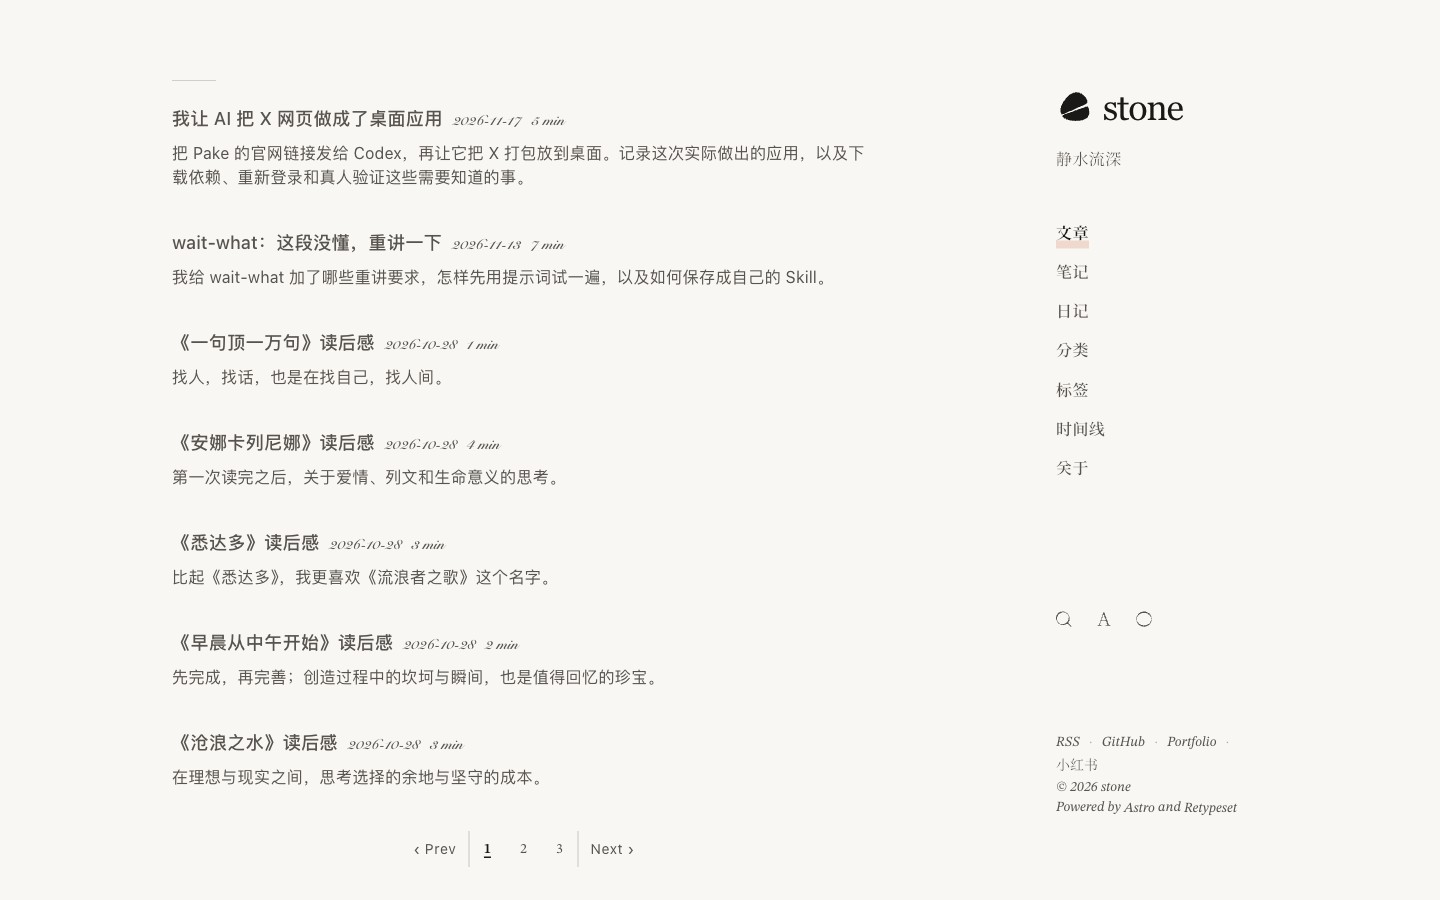 我让 AI 把 X 网页做成了桌面应用 2026-11-17 5 min
把 Pake 的官网链接发给 Codex，再让它把 X 打包放到桌面。记录这次实际做出的应用，以及下
载依赖、重新登录和真人验证这些需要知道的事。
wait-what：这段没懂，重讲一下 2026-11-13 7 min
我给 wait-what 加了哪些重讲要求，怎样先用提示词试一遍，以及如何保存成自己的 Skill。
《一句顶一万句》读后感 2026-10-28 1 min
找人，找话，也是在找自己，找人间。
《安娜卡列尼娜》读后感 2026-10-28 4 min
第一次读完之后，关于爱情、列文和生命意义的思考。
《悉达多》读后感 2026-10-28 3 min
比起《悉达多》，我更喜欢《流浪者之歌》这个名字。
《早晨从中午开始》读后感 2026-10-28 2 min
先完成，再完善；创造过程中的坎坷与瞬间，也是值得回忆的珍宝。
《沧浪之水》读后感 2026-10-28 3 min
在理想与现实之间，思考选择的余地与坚守的成本。
‹ Prev 1 2 3 Next ›
stone
静水流深
文章
笔记
日记
分类
标签
时间线
关于
A
RSS · GitHub · Portfolio ·
小红书
© 2026 stone
Powered by Astro and Retypeset